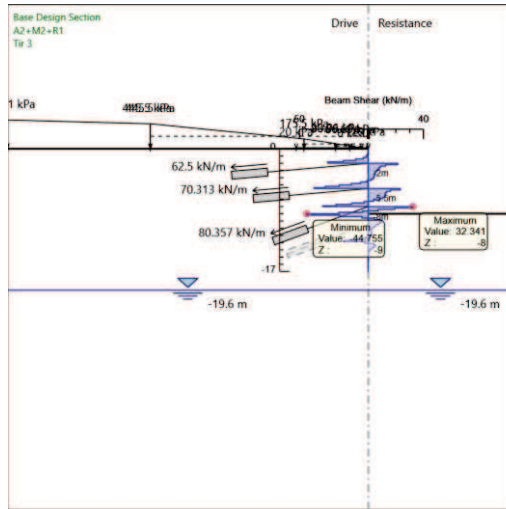 Base Design Section
A2+M2+R1
Tir 3
Drive Resistance
Beam Shear (kN/m)
50 40
1 kPa
0
62.5 kN/m
2m
70.313 kN/m
5.5m
80.357 kN/m
Minimum
Value: -44.755
Z : -9
Maximum
Value: 32.341
Z : -8
-17
-19.6 m -19.6 m